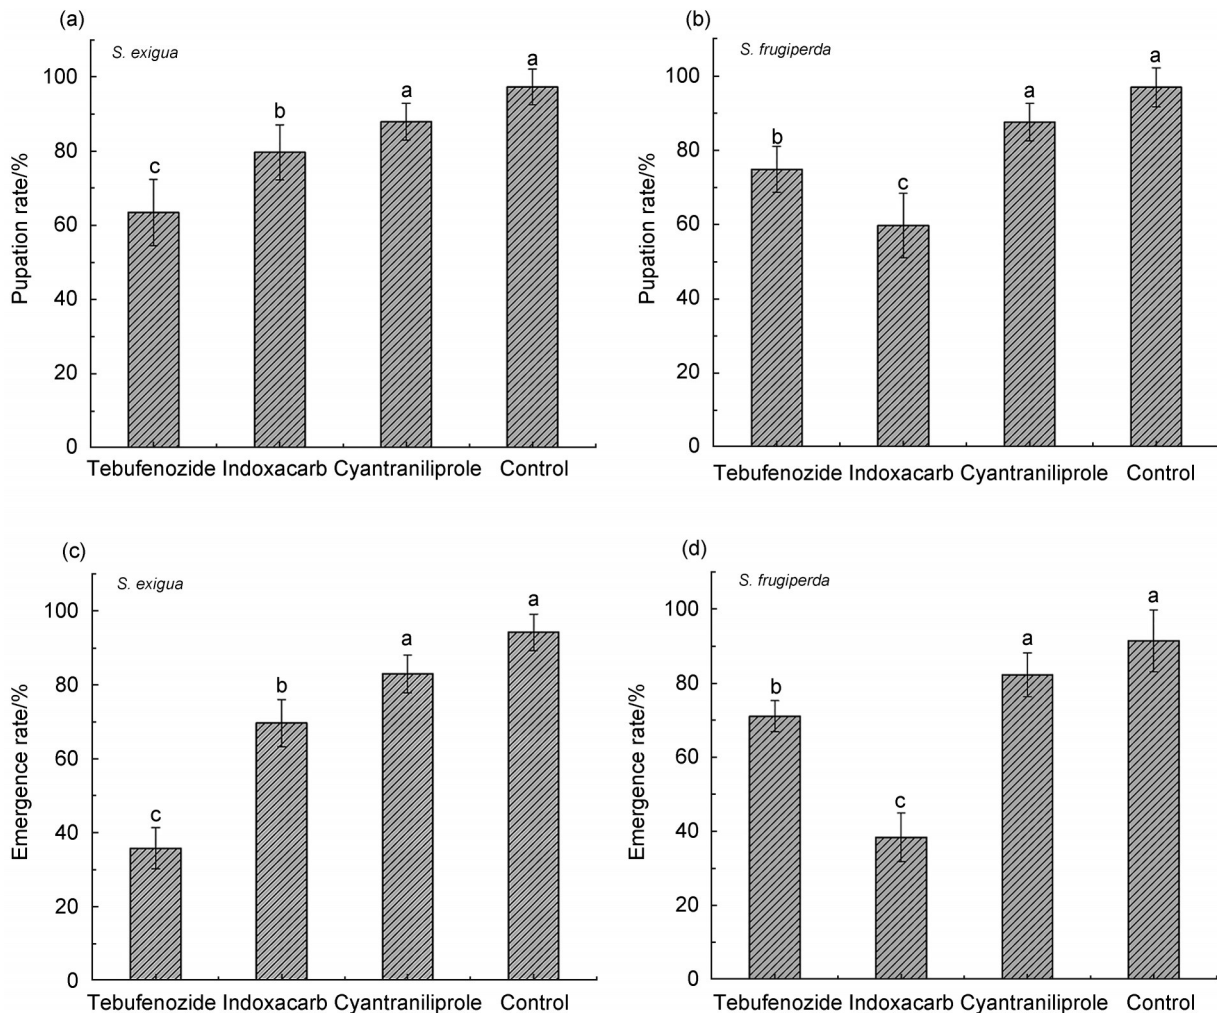 (a)
S. exigua
Pupation rate/%
100
80
60
40
20
0
c
b
a
a
Tebufenozide Indoxacarb Cyantraniliprole Control
(b)
S. frugiperda
Pupation rate/%
100
80
60
40
20
0
b
c
a
a
Tebufenozide Indoxacarb Cyantraniliprole Control
(c)
S. exigua
Emergence rate/%
100
80
60
40
20
0
c
b
a
a
Tebufenozide Indoxacarb Cyantraniliprole Control
(d)
S. frugiperda
Emergence rate/%
100
80
60
40
20
0
b
c
a
a
Tebufenozide Indoxacarb Cyantraniliprole Control